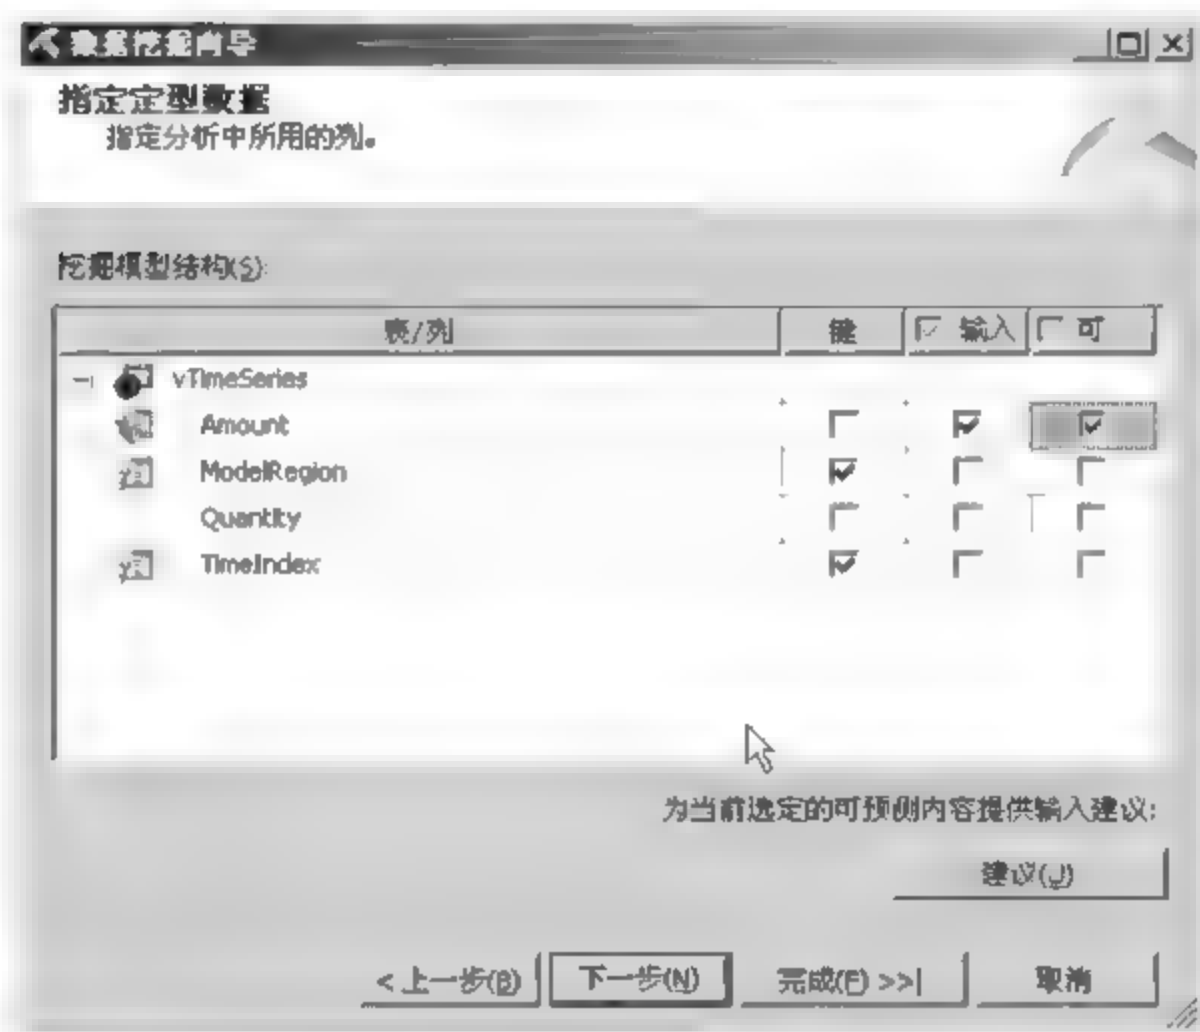 数据挖掘向导
指定定型数据
指定分析中所用的列。
挖掘模型结构(S):
表/列 键 输入 可
vTimeSeries
Amount
ModelRegion
Quantity
TimeIndex
为当前选定的可预测内容提供输入建议:
建议(J)
< 上一步(B) 下一步(N) 完成(F) >>| 取消